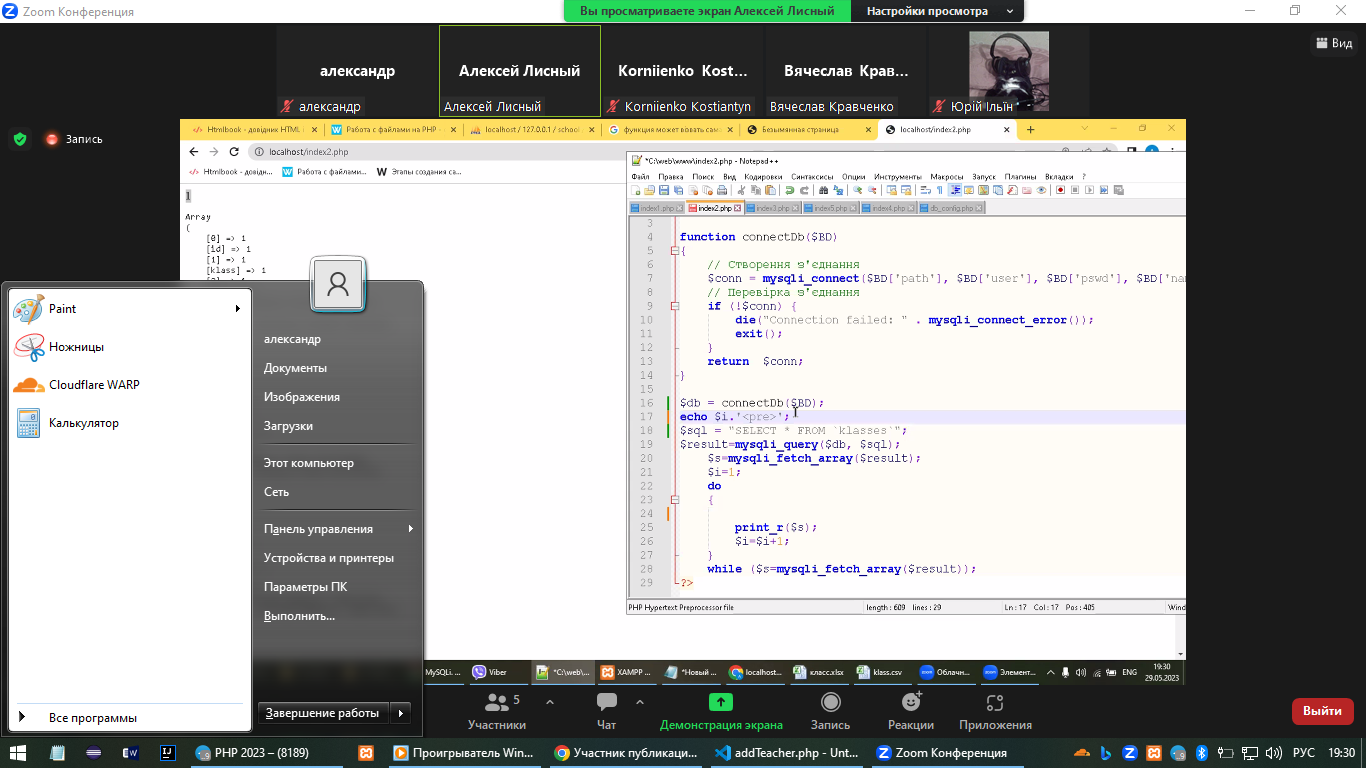 Zoom Конференция
Вы просматриваете экран Алексей Лисный
Настройки просмотра
Вид
александр
Алексей Лисный
Korniienko Kost...
Вячеслав Крав...
александр
Алексей Лисный
Korniienko Kostiantyn
Вячеслав Кравченко
Юрій Ільїн
Запись
Htmlbook - довідник HTML і
Работа с файлами на PHP -
localhost / 127.0.0.1 / school
функция может вовать сам
Безымянная страница
localhost/index2.php
localhost/index2.php
Htmlbook - довідн...
Работа с файлами...
Этапы создания са...
1
Array
(
[0] => 1
[id] => 1
[1] => 1
[klass] => 1
*C:\web\www\index2.php - Notepad++
Файл Правка Поиск Вид Кодировки Синтаксисы Опции Инструменты Макросы Запуск Плагины Вкладки ?
index1.php
index2.php
index3.php
index5.php
index4.php
db_config.php
3
4 function connectDb($BD)
5 {
6 // Створення з'єднання
7 $conn = mysqli_connect($BD['path'], $BD['user'], $BD['pswd'], $BD['na
8 // Перевірка з'єднання
9 if (!$conn) {
10 die("Connection failed: " . mysqli_connect_error());
11 exit();
12 }
13 return $conn;
14 }
15
16 $db = connectDb($BD);
17 echo $i.'<pre>';
18 $sql = "SELECT * FROM `klasses`";
19 $result=mysqli_query($db, $sql);
20 $s=mysqli_fetch_array($result);
21 $i=1;
22 do
23 {
24
25 print_r($s);
26 $i=$i+1;
27 }
28 while ($s=mysqli_fetch_array($result));
29 ?>
PHP Hypertext Preprocessor file
length : 609 lines : 29
Ln : 17 Col : 17 Pos : 405
Wind
Paint
Ножницы
Cloudflare WARP
Калькулятор
Все программы
александр
Документы
Изображения
Загрузки
Этот компьютер
Сеть
Панель управления
Устройства и принтеры
Параметры ПК
Выполнить...
Завершение работы
MySQLi...
Viber
*C:\web\...
XAMPP ...
*Новый ...
localhost...
класс.xlsx
klass.csv
Облачн...
Элемент...
ENG
19:30
29.05.2023
5
Участники
Чат
Демонстрация экрана
Запись
Реакции
Приложения
Выйти
PHP 2023 – (8189)
Проигрыватель Win...
Участник публикаци...
addTeacher.php - Unt...
Zoom Конференция
РУС
19:30